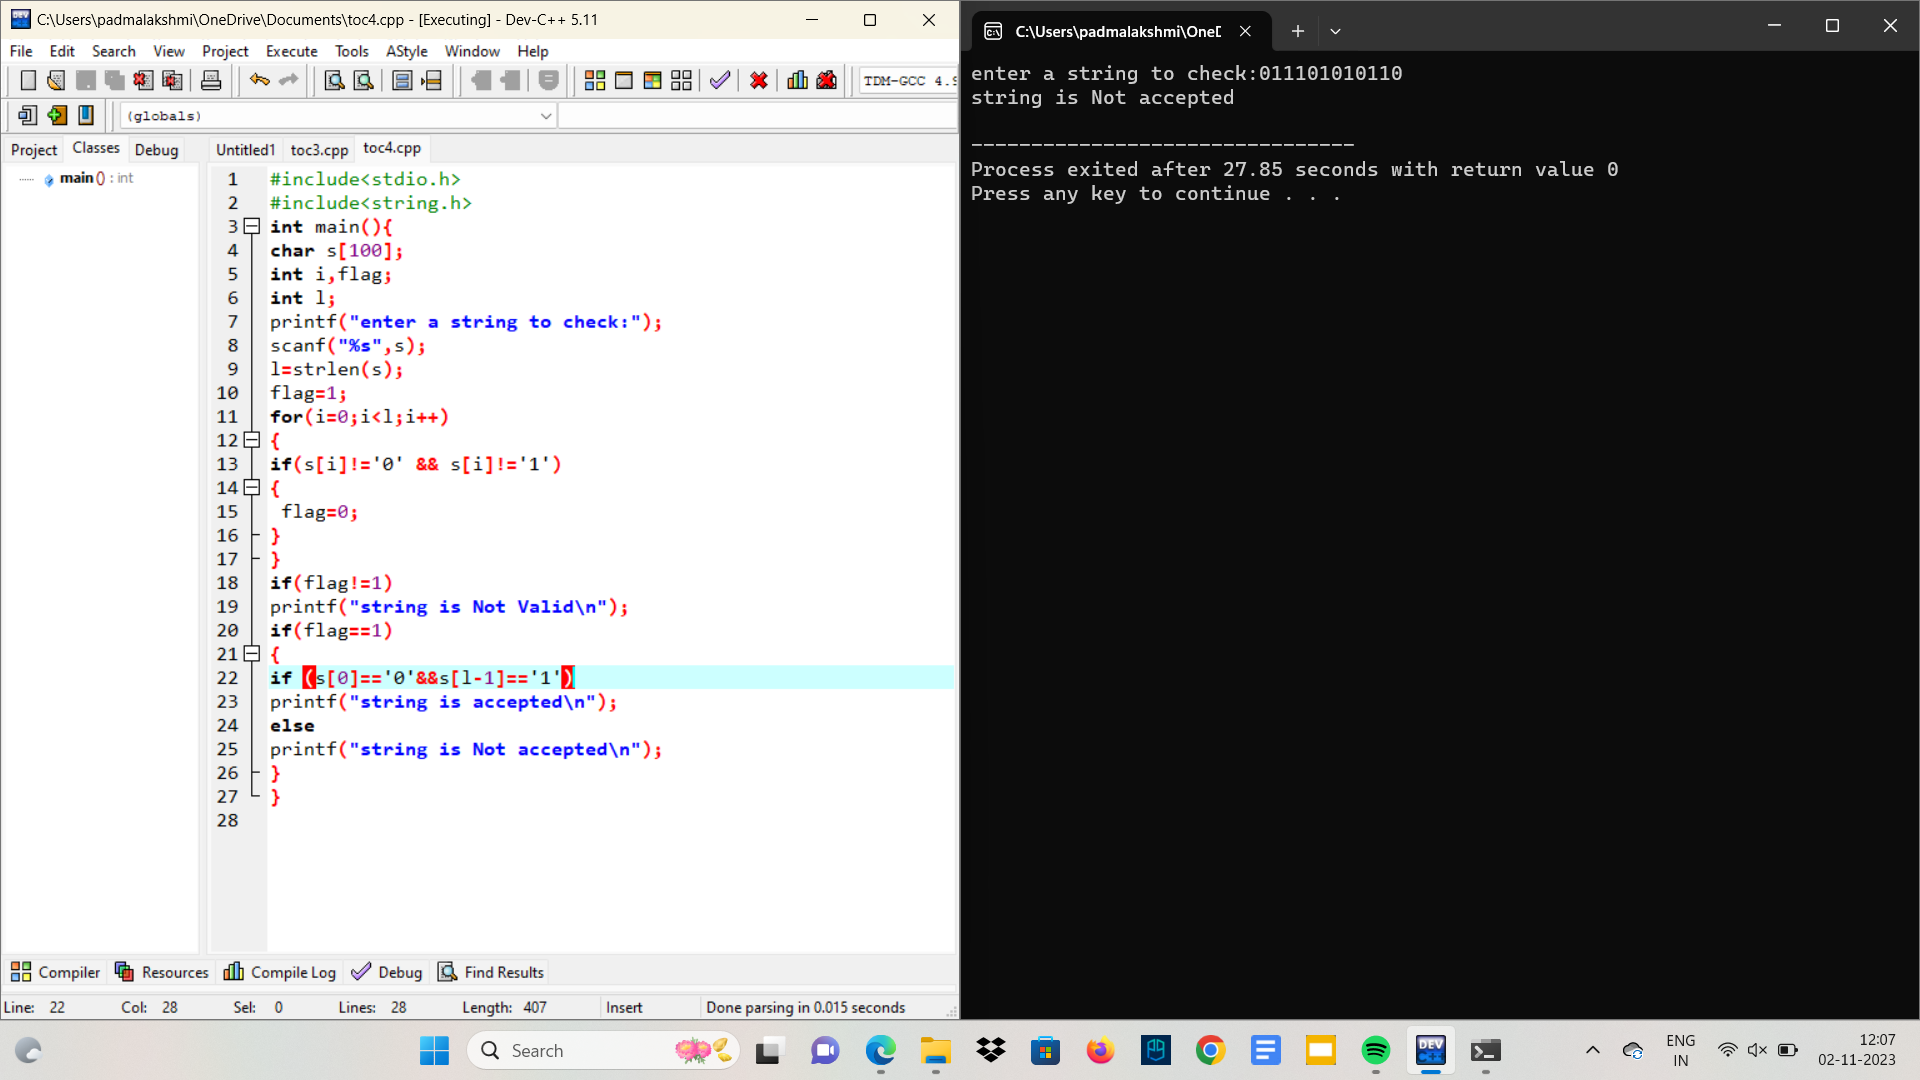 C:\Users\padmalakshmi\OneDrive\Documents\toc4.cpp - [Executing] - Dev-C++ 5.11
File Edit Search View Project Execute Tools AStyle Window Help
TDM-GCC 4.9
(globals)
Project Classes Debug
main () : int
Untitled1 toc3.cpp toc4.cpp
1 #include<stdio.h>
2 #include<string.h>
3 int main(){
4 char s[100];
5 int i,flag;
6 int l;
7 printf("enter a string to check:");
8 scanf("%s",s);
9 l=strlen(s);
10 flag=1;
11 for(i=0;i<l;i++)
12 {
13 if(s[i]!='0' && s[i]!='1')
14 {
15 flag=0;
16 }
17 }
18 if(flag!=1)
19 printf("string is Not Valid\n");
20 if(flag==1)
21 {
22 if (s[0]=='0'&&s[l-1]=='1')
23 printf("string is accepted\n");
24 else
25 printf("string is Not accepted\n");
26 }
27 }
28
Compiler Resources Compile Log Debug Find Results
Line: 22 Col: 28 Sel: 0 Lines: 28 Length: 407 Insert Done parsing in 0.015 seconds
C:\Users\padmalakshmi\One
enter a string to check:011101010110
string is Not accepted
--------------------------------
Process exited after 27.85 seconds with return value 0
Press any key to continue . . .
Search
DEV
C++
ENG
IN
12:07
02-11-2023